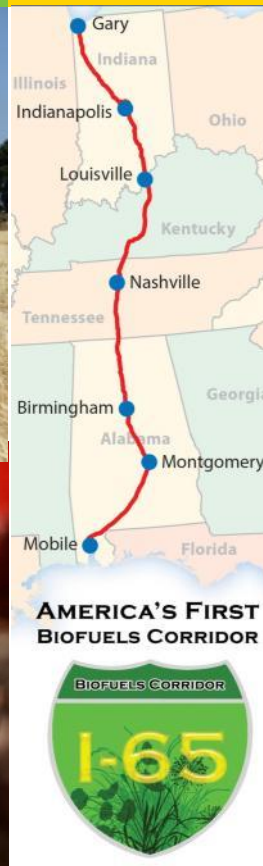 Gary
Indiana
Illinois
Indianapolis
Ohio
Louisville
Kentucky
Nashville
Tennessee
Georgia
Birmingham
Alabama
Montgomery
Mobile
Florida
AMERICA'S FIRST
BIOFUELS CORRIDOR
BIOFUELS CORRIDOR
I-65